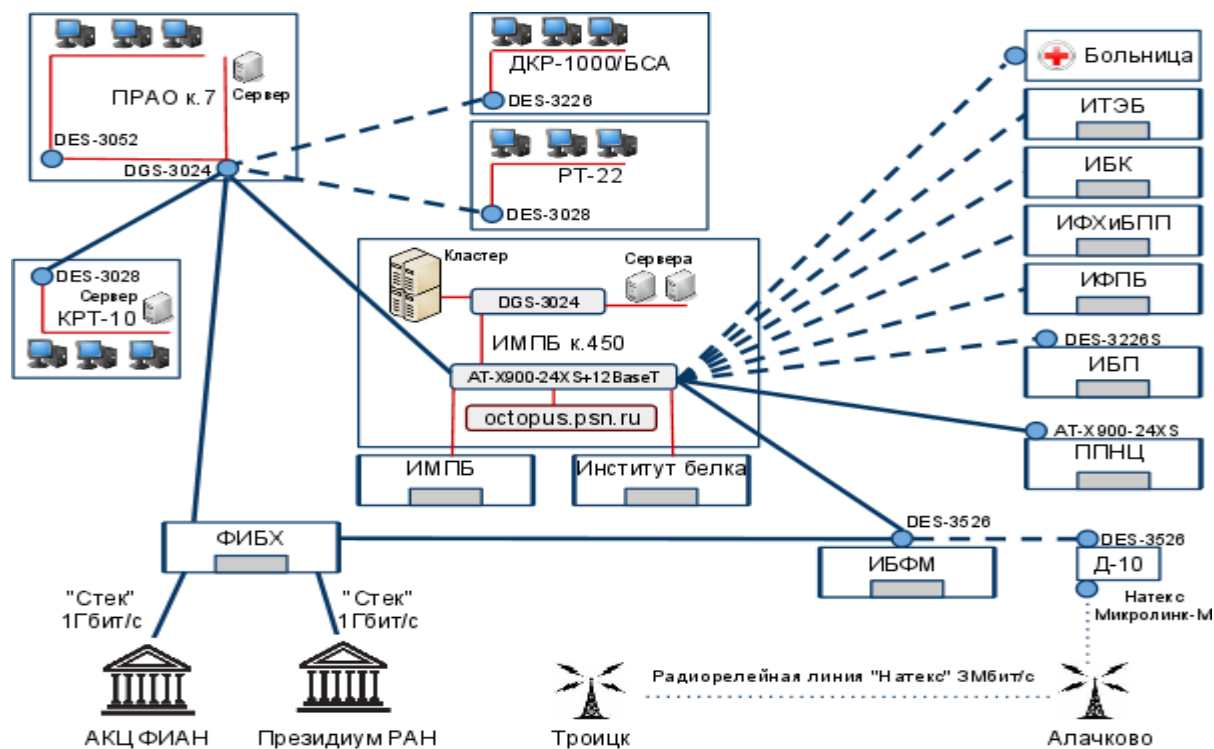 ПРАО к.7
Сервер
DES-3052
DGS-3024
ДКР-1000/БСА
DES-3226
РТ-22
DES-3028
DES-3028
Сервер
КРТ-10
Кластер
Сервера
DGS-3024
ИМПБ к.450
AT-X900-24XS+12BaseT
octopus.psn.ru
ИМПБ
Институт белка
Больница
ИТЭБ
ИБК
ИФХиБПП
ИФПБ
DES-3226S
ИБП
AT-X900-24XS
ППНЦ
ФИБХ
DES-3526
ИБФМ
DES-3526
Д-10
Натекс
Микролинк-М
"Стек"
1Гбит/с
"Стек"
1Гбит/с
Радиорелейная линия "Натекс" 3Мбит/с
АКЦ ФИАН
Президиум РАН
Троицк
Алачково